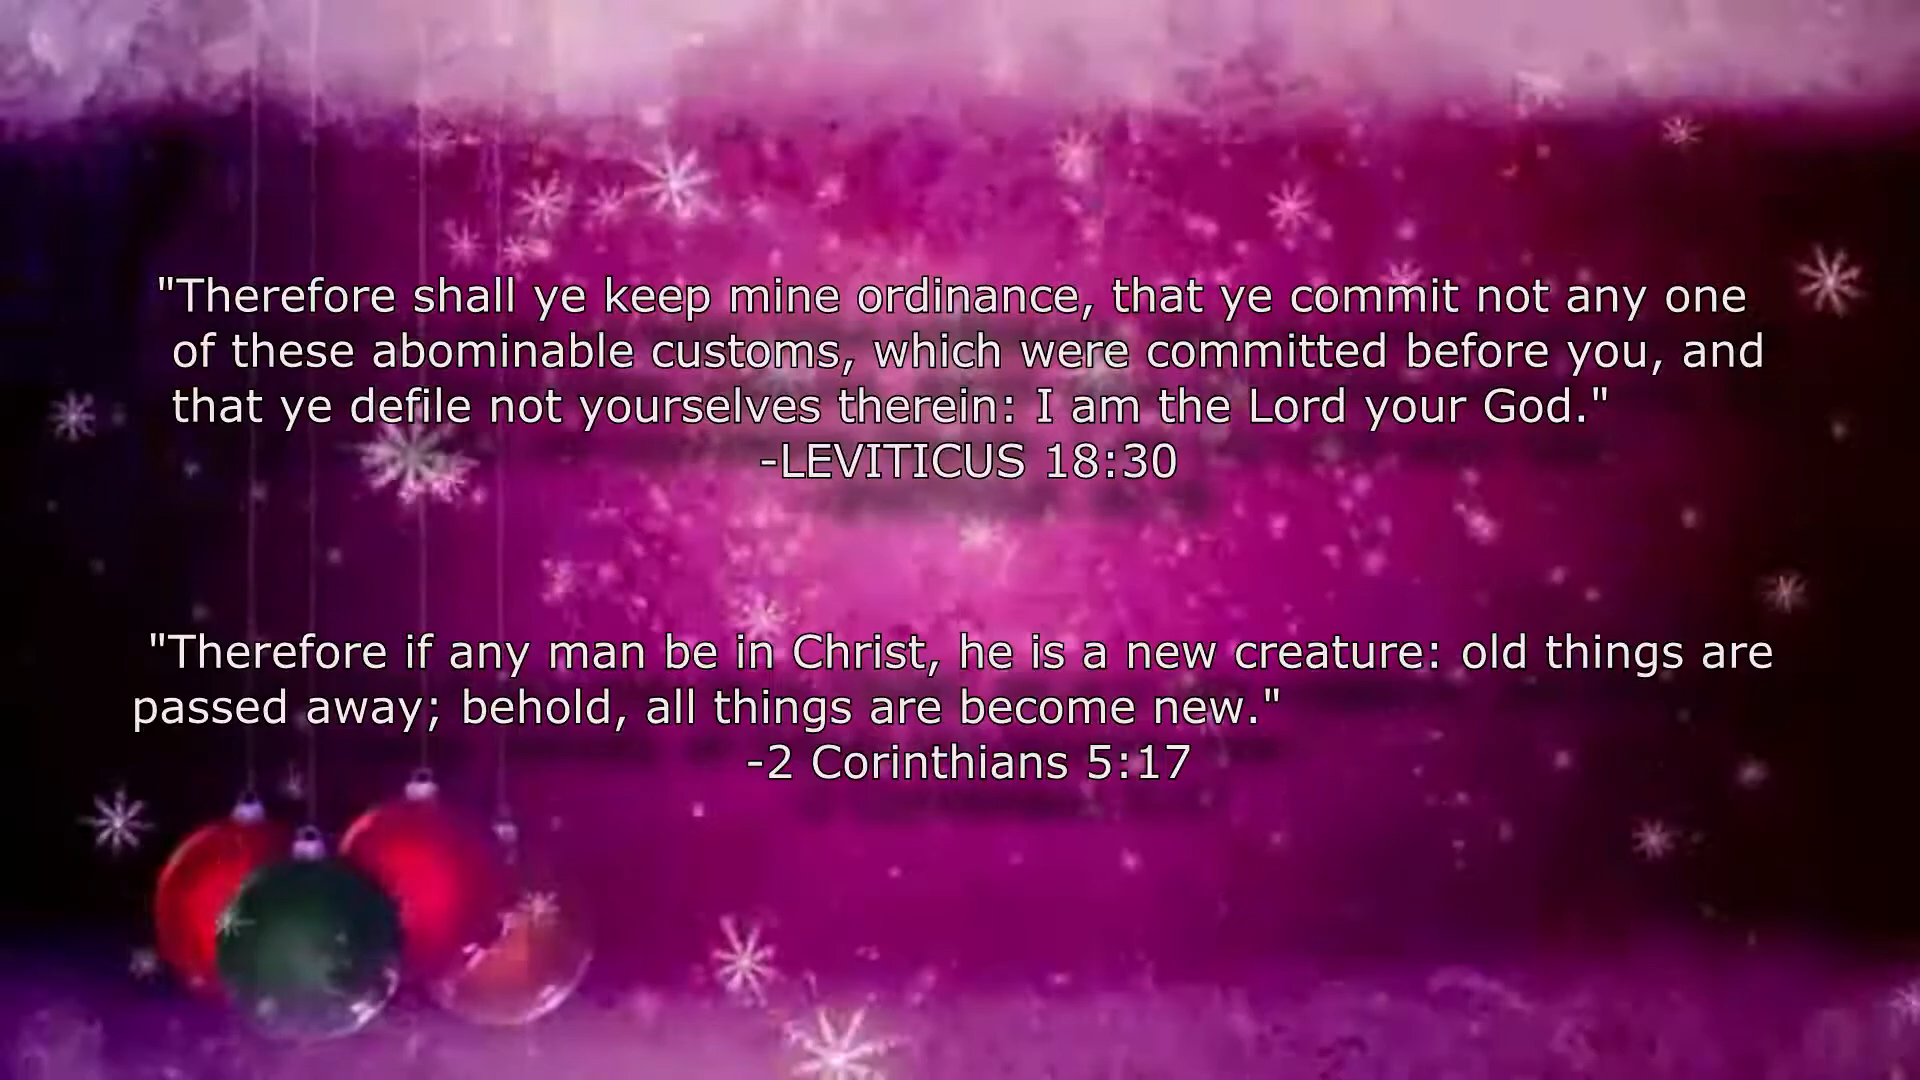 "Therefore shall ye keep mine ordinance, that ye commit not any one
of these abominable customs, which were committed before you, and
that ye defile not yourselves therein: I am the Lord your God."
-LEVITICUS 18:30
"Therefore if any man be in Christ, he is a new creature: old things are
passed away; behold, all things are become new."
-2 Corinthians 5:17